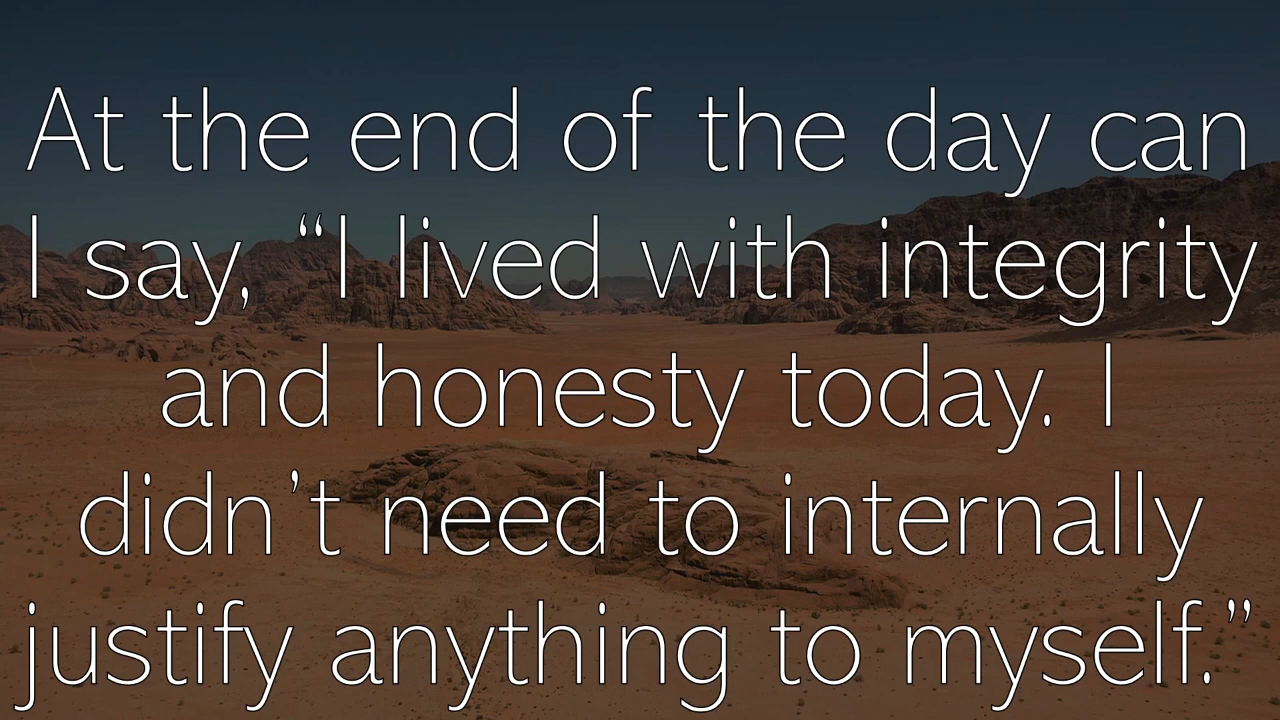 At the end of the day can
I say, “I lived with integrity
and honesty today. I
didn’t need to internally
justify anything to myself.”